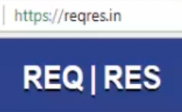 https://reqres.in
REQ | RES